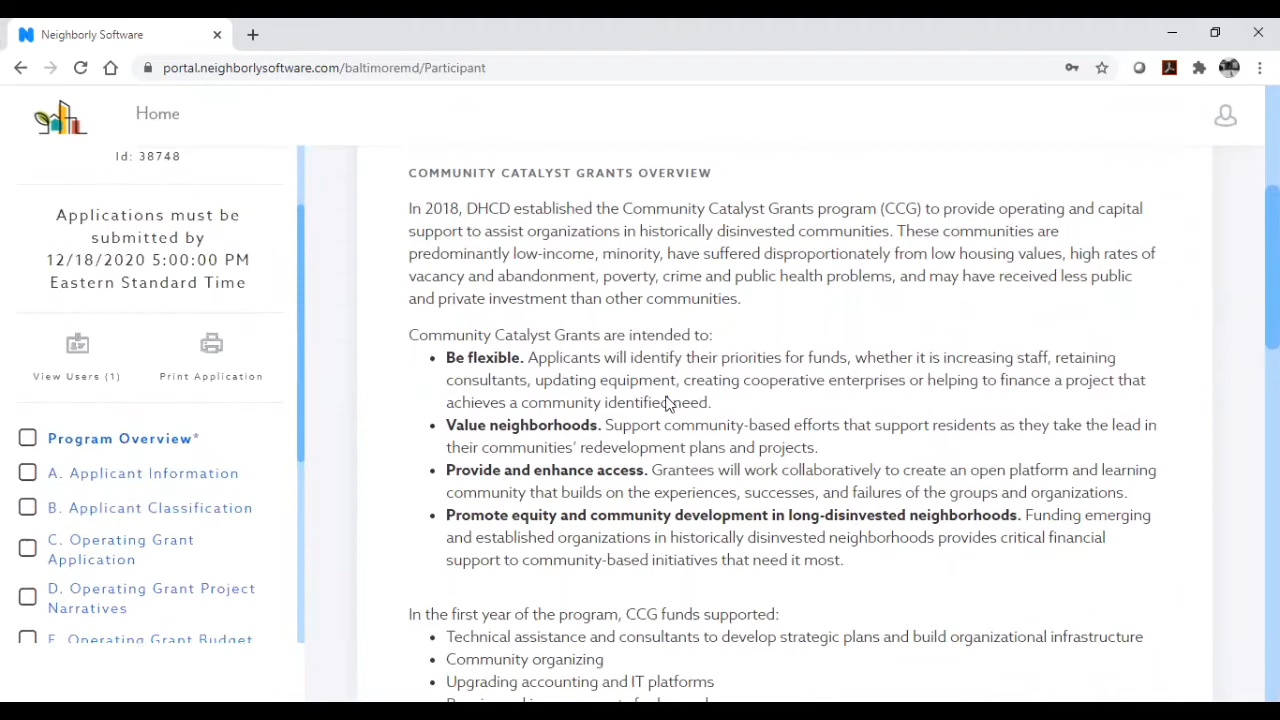 Neighborly Software
portal.neighborlysoftware.com/baltimoremd/Participant
Home
Id: 38748
Applications must be
submitted by
12/18/2020 5:00:00 PM
Eastern Standard Time
View Users (1)
Print Application
Program Overview*
A. Applicant Information
B. Applicant Classification
C. Operating Grant
Application
D. Operating Grant Project
Narratives
E. Operating Grant Budget
COMMUNITY CATALYST GRANTS OVERVIEW
In 2018, DHCD established the Community Catalyst Grants program (CCG) to provide operating and capital
support to assist organizations in historically disinvested communities. These communities are
predominantly low-income, minority, have suffered disproportionately from low housing values, high rates of
vacancy and abandonment, poverty, crime and public health problems, and may have received less public
and private investment than other communities.
Community Catalyst Grants are intended to:
• Be flexible. Applicants will identify their priorities for funds, whether it is increasing staff, retaining
consultants, updating equipment, creating cooperative enterprises or helping to finance a project that
achieves a community identified need.
• Value neighborhoods. Support community-based efforts that support residents as they take the lead in
their communities’ redevelopment plans and projects.
• Provide and enhance access. Grantees will work collaboratively to create an open platform and learning
community that builds on the experiences, successes, and failures of the groups and organizations.
• Promote equity and community development in long-disinvested neighborhoods. Funding emerging
and established organizations in historically disinvested neighborhoods provides critical financial
support to community-based initiatives that need it most.
In the first year of the program, CCG funds supported:
• Technical assistance and consultants to develop strategic plans and build organizational infrastructure
• Community organizing
• Upgrading accounting and IT platforms